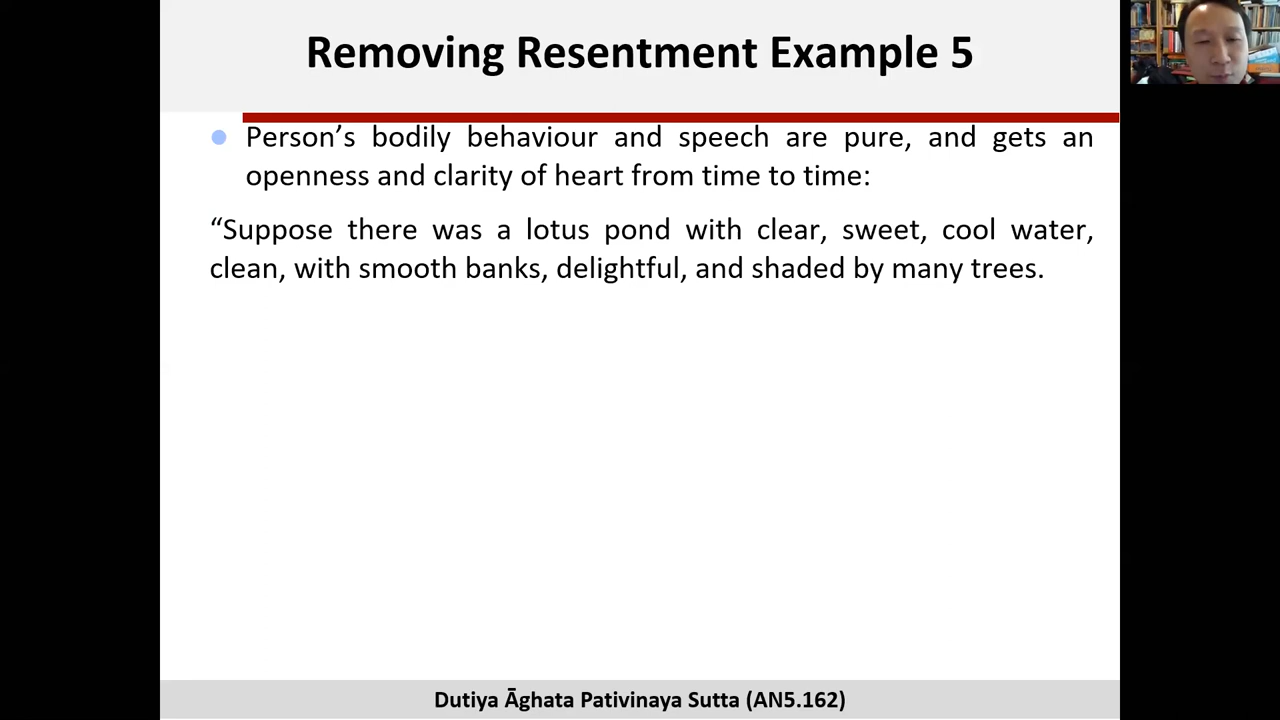 Removing Resentment Example 5
Person’s bodily behaviour and speech are pure, and gets an
openness and clarity of heart from time to time:
“Suppose there was a lotus pond with clear, sweet, cool water,
clean, with smooth banks, delightful, and shaded by many trees.
Dutiya Āghata Pativinaya Sutta (AN5.162)